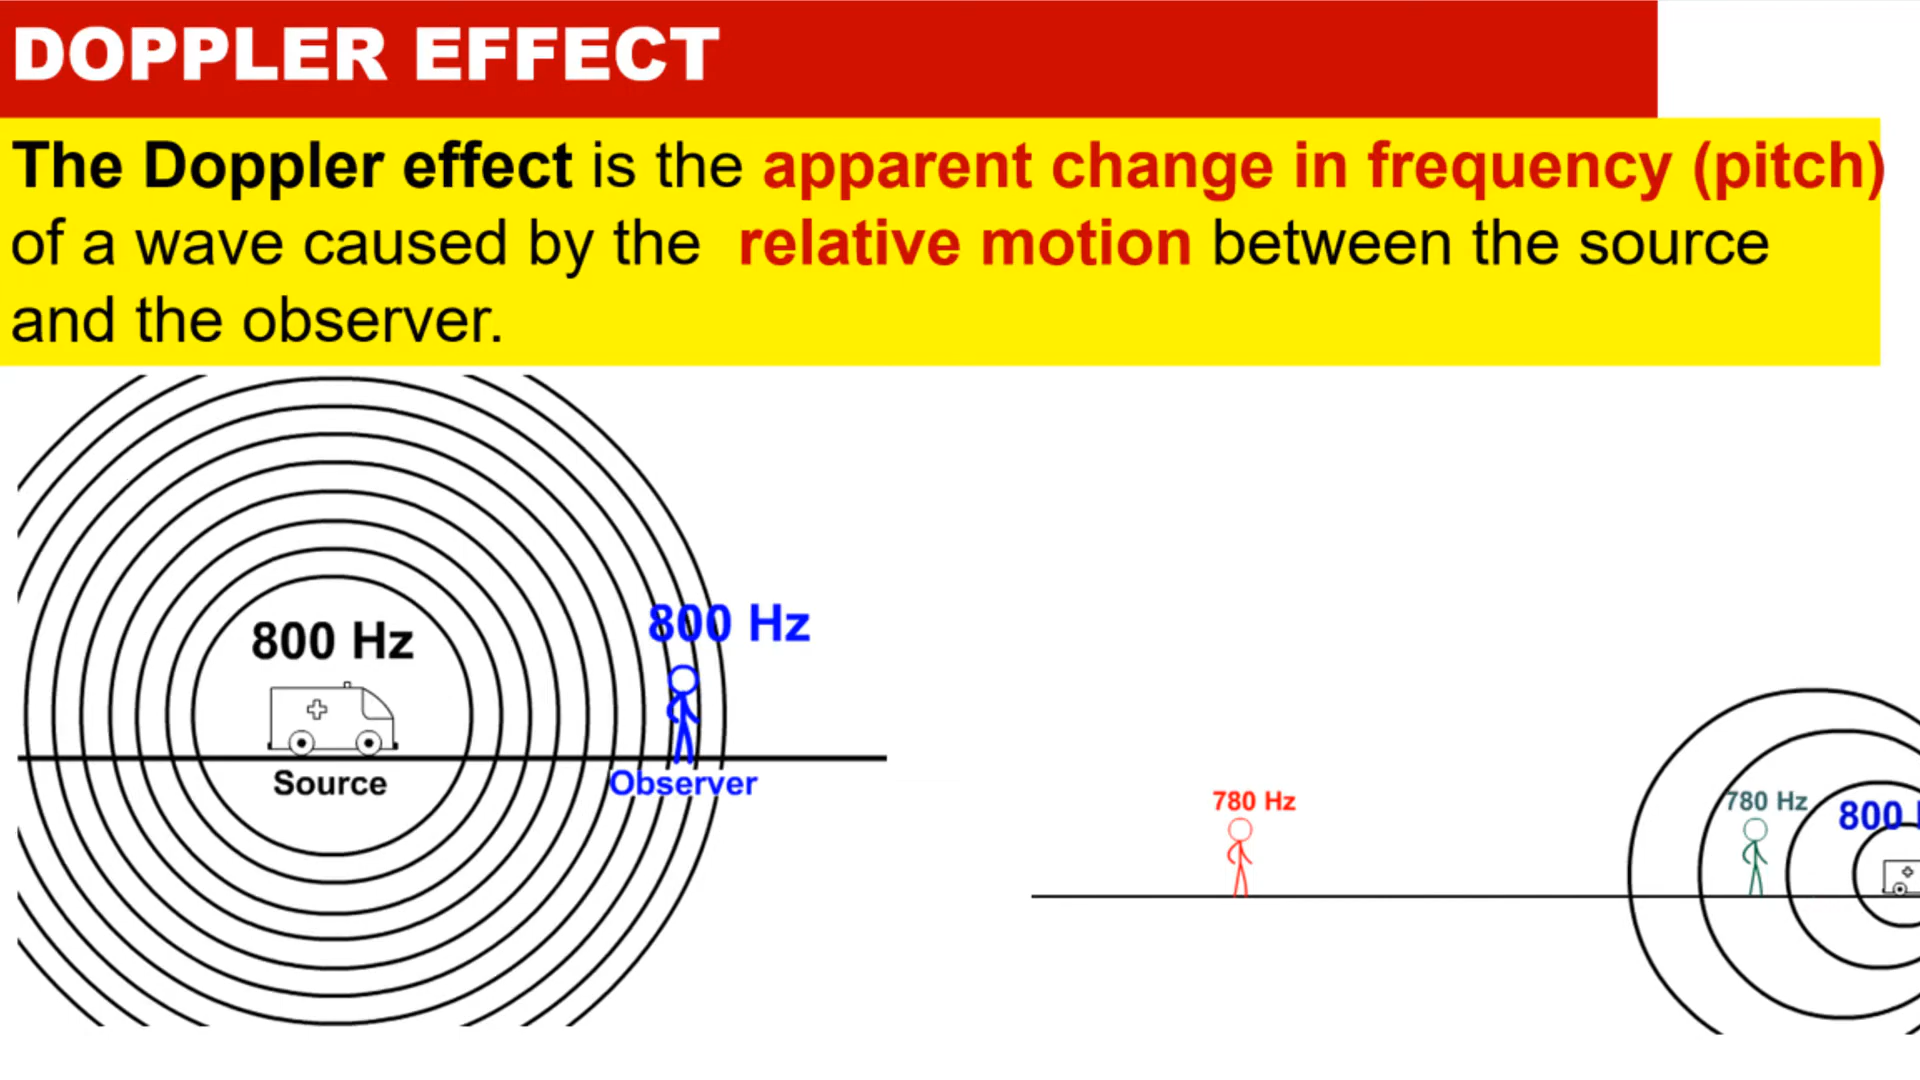 DOPPLER EFFECT
The Doppler effect is the apparent change in frequency (pitch)
of a wave caused by the relative motion between the source
and the observer.
800 Hz
800 Hz
Source
Observer
780 Hz
780 Hz
800